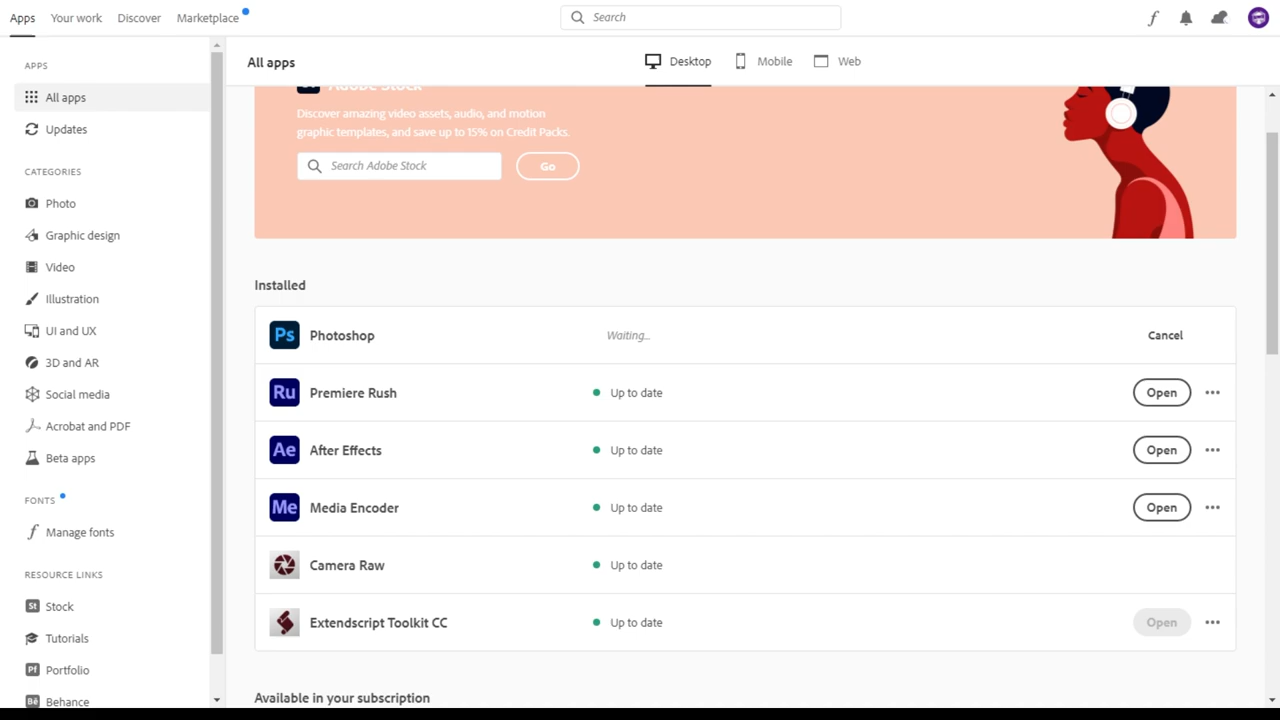 Apps Your work Discover Marketplace Search
APPS
All apps
Updates
CATEGORIES
Photo
Graphic design
Video
Illustration
UI and UX
3D and AR
Social media
Acrobat and PDF
Beta apps
FONTS
Manage fonts
RESOURCE LINKS
St Stock
Tutorials
Pf Portfolio
Bē Behance
All apps Desktop Mobile Web
Adobe Stock
Discover amazing video assets, audio, and motion
graphic templates, and save up to 15% on Credit Packs.
Search Adobe Stock Go
Installed
Ps Photoshop Waiting... Cancel
Ru Premiere Rush Up to date Open
Ae After Effects Up to date Open
Me Media Encoder Up to date Open
Camera Raw Up to date
Extendscript Toolkit CC Up to date Open
Available in your subscription